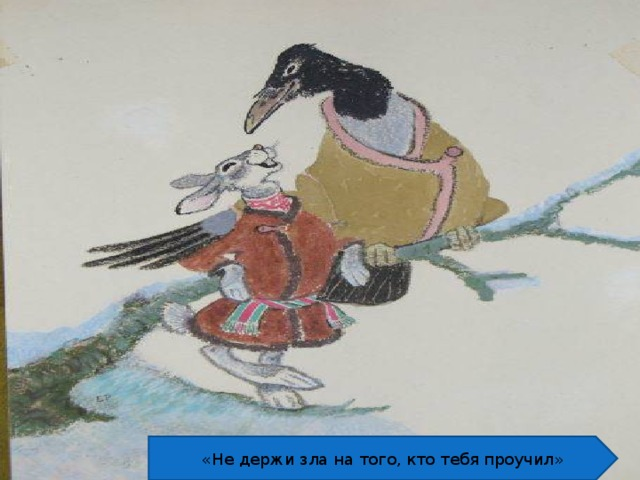 «Не держи зла на того, кто тебя проучил»